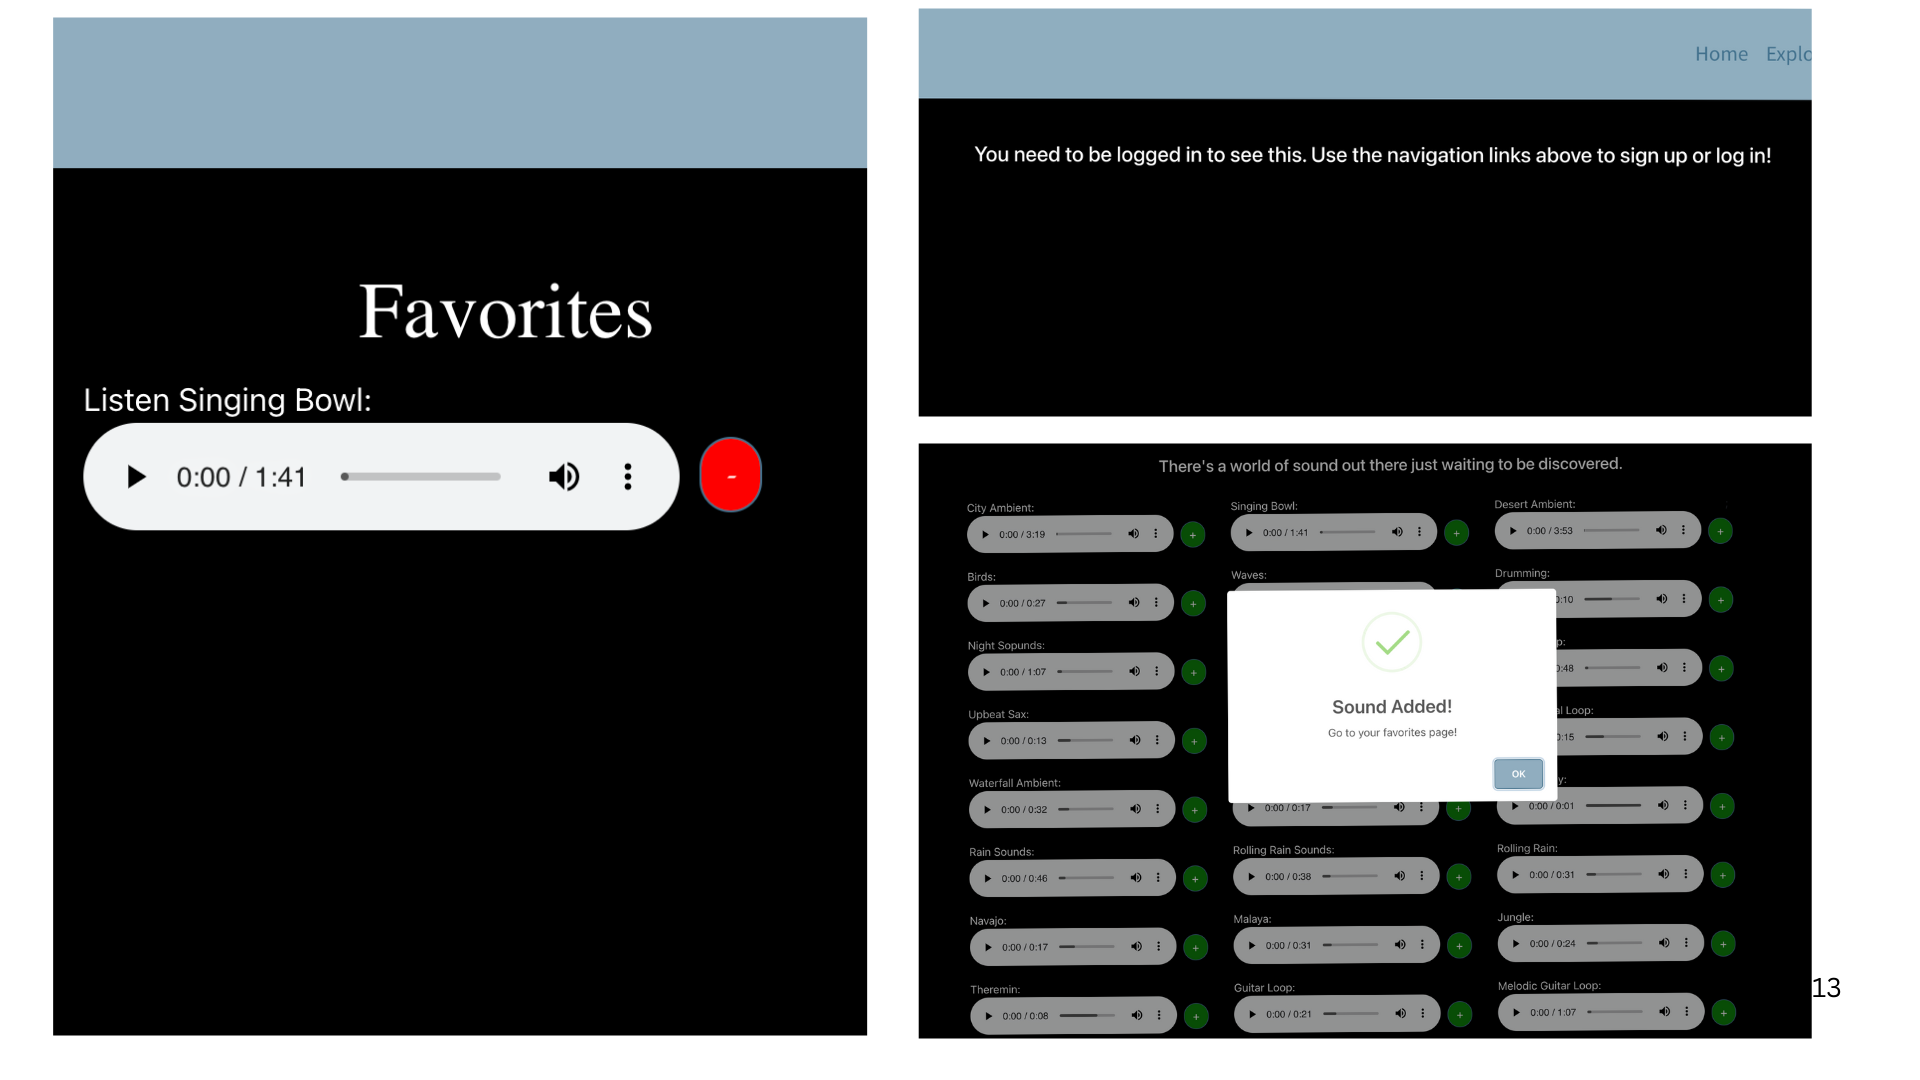 Favorites
Listen Singing Bowl:
0:00 / 1:41
-
Home Explo
You need to be logged in to see this. Use the navigation links above to sign up or log in!
There's a world of sound out there just waiting to be discovered.
City Ambient: Singing Bowl: Desert Ambient:
0:00 / 3:19 + 0:00 / 1:41 + 0:00 / 3:53 +
Birds: Waves: Drumming:
0:00 / 0:27 + 0:10 +
Night Sopunds: p:
0:00 / 1:07 + 0:48 +
Upbeat Sax: al Loop:
0:00 / 0:13 + 0:15 +
Sound Added!
Go to your favorites page!
OK
Waterfall Ambient: y:
0:00 / 0:32 + 0:00 / 0:17 + 0:00 / 0:01 +
Rain Sounds: Rolling Rain Sounds: Rolling Rain:
0:00 / 0:46 + 0:00 / 0:38 + 0:00 / 0:31 +
Navajo: Malaya: Jungle:
0:00 / 0:17 + 0:00 / 0:31 + 0:00 / 0:24 +
Theremin: Guitar Loop: Melodic Guitar Loop:
0:00 / 0:08 + 0:00 / 0:21 + 0:00 / 1:07 +
13